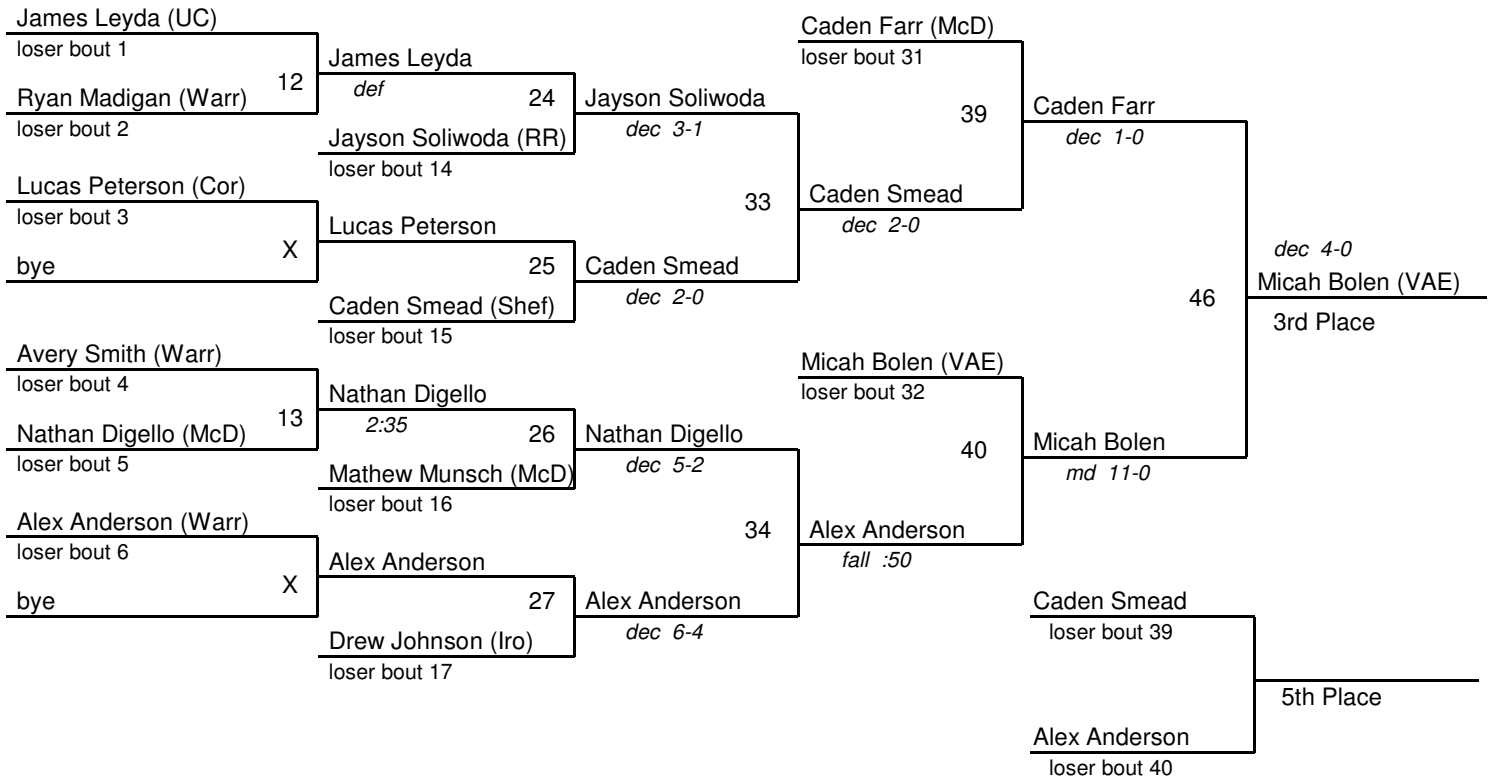 James Leyda (UC)
loser bout 1
12
Ryan Madigan (Warr)
loser bout 2
Lucas Peterson (Cor)
loser bout 3
X
bye
Avery Smith (Warr)
loser bout 4
13
Nathan Digello (McD)
loser bout 5
Alex Anderson (Warr)
loser bout 6
X
bye
James Leyda
def
24
Jayson Soliwoda (RR)
loser bout 14
Lucas Peterson
25
Caden Smead (Shef)
loser bout 15
Nathan Digello
2:35
26
Mathew Munsch (McD)
loser bout 16
Alex Anderson
27
Drew Johnson (Iro)
loser bout 17
Jayson Soliwoda
dec 3-1
33
Caden Smead
dec 2-0
Nathan Digello
dec 5-2
34
Alex Anderson
dec 6-4
Caden Farr (McD)
loser bout 31
39
Caden Smead
dec 2-0
Micah Bolen (VAE)
loser bout 32
40
Alex Anderson
fall :50
Caden Farr
dec 1-0
46
Micah Bolen
md 11-0
dec 4-0
Micah Bolen (VAE)
3rd Place
Caden Smead
loser bout 39
5th Place
Alex Anderson
loser bout 40